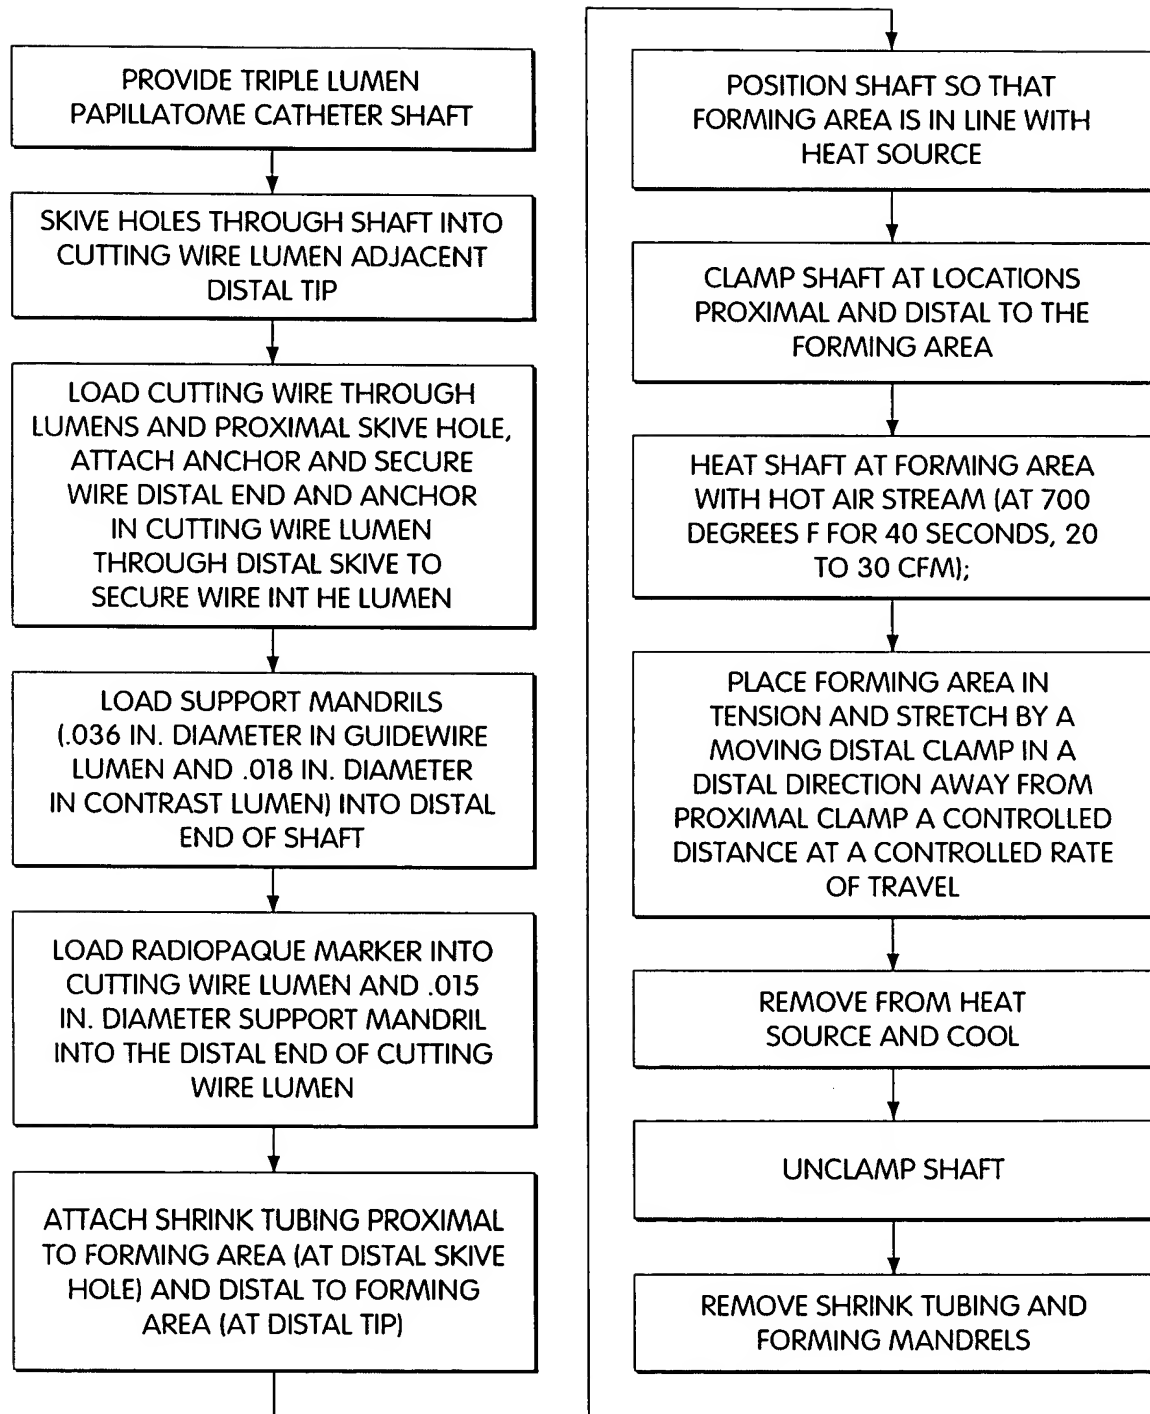 PROVIDE TRIPLE LUMEN
PAPILLATOME CATHETER SHAFT
SKIVE HOLES THROUGH SHAFT INTO
CUTTING WIRE LUMEN ADJACENT
DISTAL TIP
LOAD CUTTING WIRE THROUGH
LUMENS AND PROXIMAL SKIVE HOLE,
ATTACH ANCHOR AND SECURE
WIRE DISTAL END AND ANCHOR
IN CUTTING WIRE LUMEN
THROUGH DISTAL SKIVE TO
SECURE WIRE INT HE LUMEN
LOAD SUPPORT MANDRILS
(.036 IN. DIAMETER IN GUIDEWIRE
LUMEN AND .018 IN. DIAMETER
IN CONTRAST LUMEN) INTO DISTAL
END OF SHAFT
LOAD RADIOPAQUE MARKER INTO
CUTTING WIRE LUMEN AND .015
IN. DIAMETER SUPPORT MANDRIL
INTO THE DISTAL END OF CUTTING
WIRE LUMEN
ATTACH SHRINK TUBING PROXIMAL
TO FORMING AREA (AT DISTAL SKIVE
HOLE) AND DISTAL TO FORMING
AREA (AT DISTAL TIP)
POSITION SHAFT SO THAT
FORMING AREA IS IN LINE WITH
HEAT SOURCE
CLAMP SHAFT AT LOCATIONS
PROXIMAL AND DISTAL TO THE
FORMING AREA
HEAT SHAFT AT FORMING AREA
WITH HOT AIR STREAM (AT 700
DEGREES F FOR 40 SECONDS, 20
TO 30 CFM);
PLACE FORMING AREA IN
TENSION AND STRETCH BY A
MOVING DISTAL CLAMP IN A
DISTAL DIRECTION AWAY FROM
PROXIMAL CLAMP A CONTROLLED
DISTANCE AT A CONTROLLED RATE
OF TRAVEL
REMOVE FROM HEAT
SOURCE AND COOL
UNCLAMP SHAFT
REMOVE SHRINK TUBING AND
FORMING MANDRELS